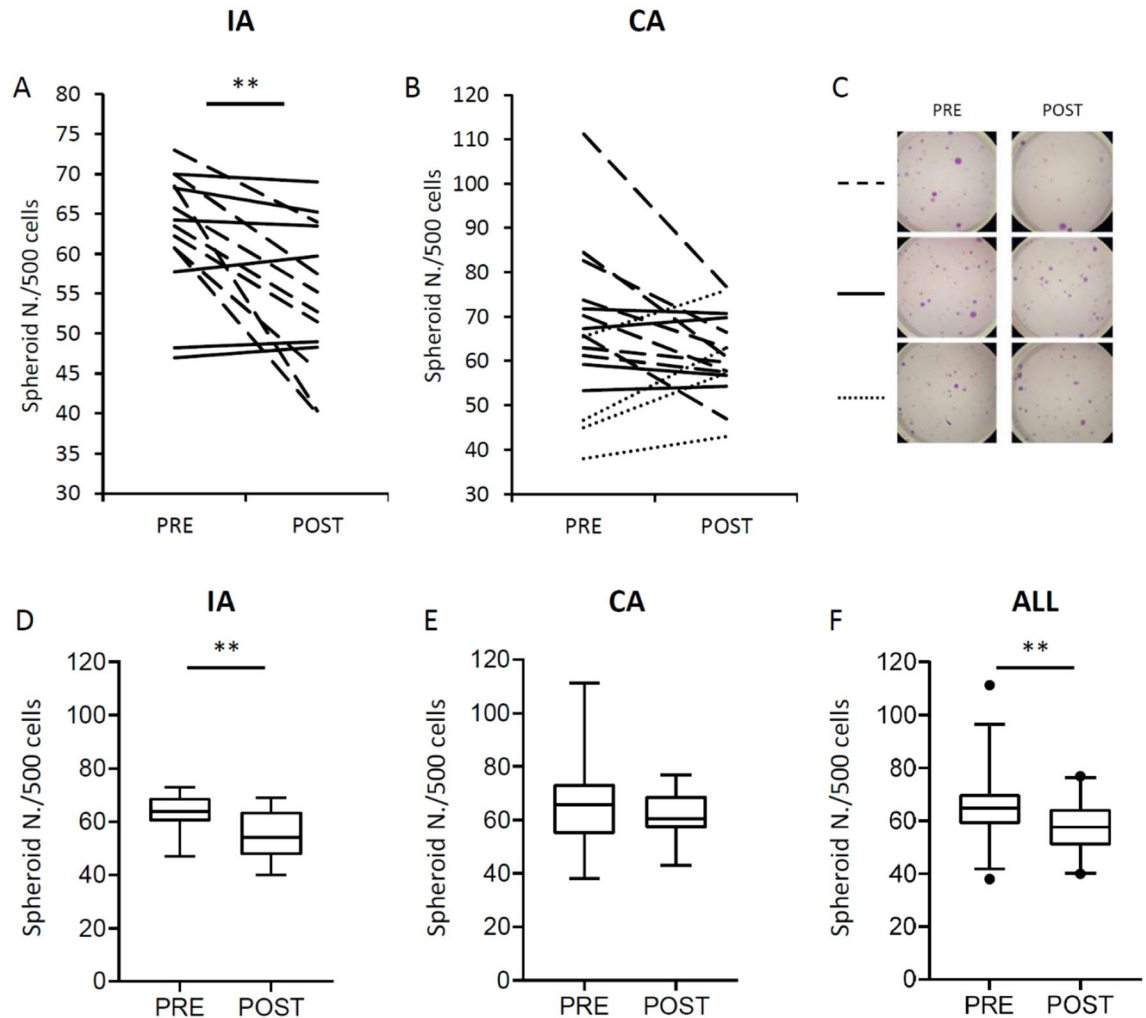 IA
CA
A
**
Spheroid N./500 cells
80
75
70
65
60
55
50
45
40
35
30
PRE POST
B
Spheroid N./500 cells
120
110
100
90
80
70
60
50
40
30
PRE POST
C
PRE POST
D
IA
**
Spheroid N./500 cells
120
100
80
60
40
20
0
PRE POST
E
CA
Spheroid N./500 cells
120
100
80
60
40
20
0
PRE POST
F
ALL
**
Spheroid N./500 cells
120
100
80
60
40
20
0
PRE POST